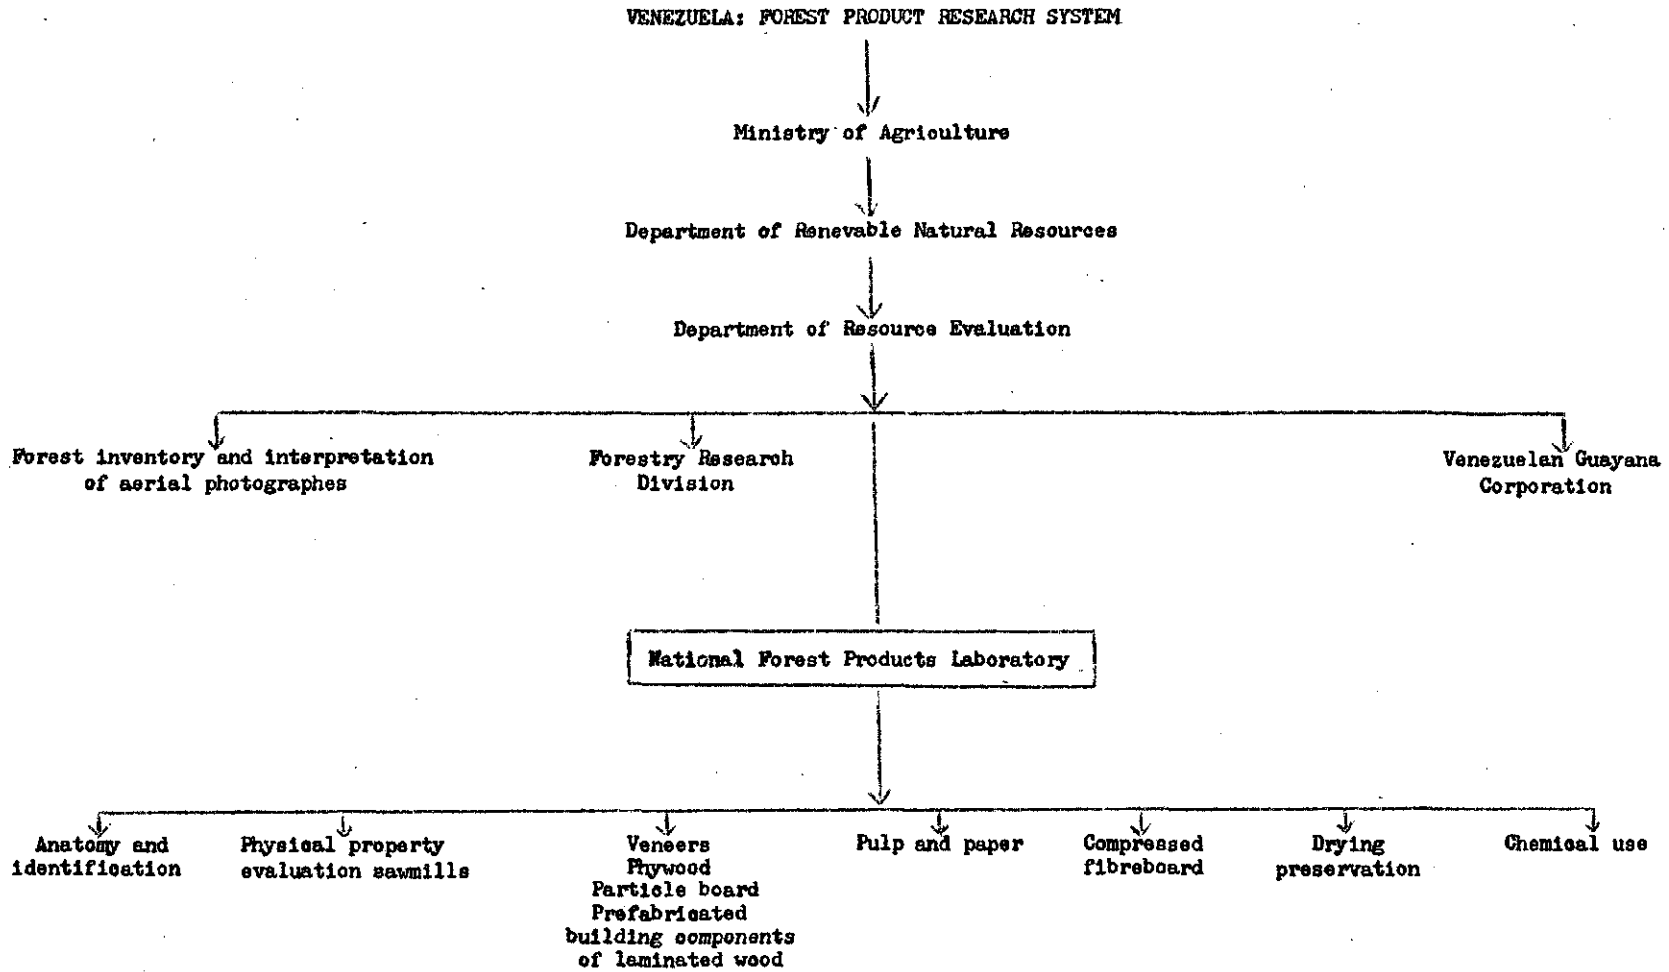 VENEZUELA: FOREST PRODUCT RESEARCH SYSTEM
Ministry of Agriculture
Department of Renevable Natural Resources
Department of Resource Evaluation
Forest inventory and interpretation
of aerial photographes
Forestry Research
Division
Venezuelan Guayana
Corporation
National Forest Products Laboratory
Anatomy and
identification
Physical property
evaluation sawmills
Veneers
Phywood
Particle board
Prefabricated
building components
of laminated wood
Pulp and paper
Compressed
fibreboard
Drying
preservation
Chemical use